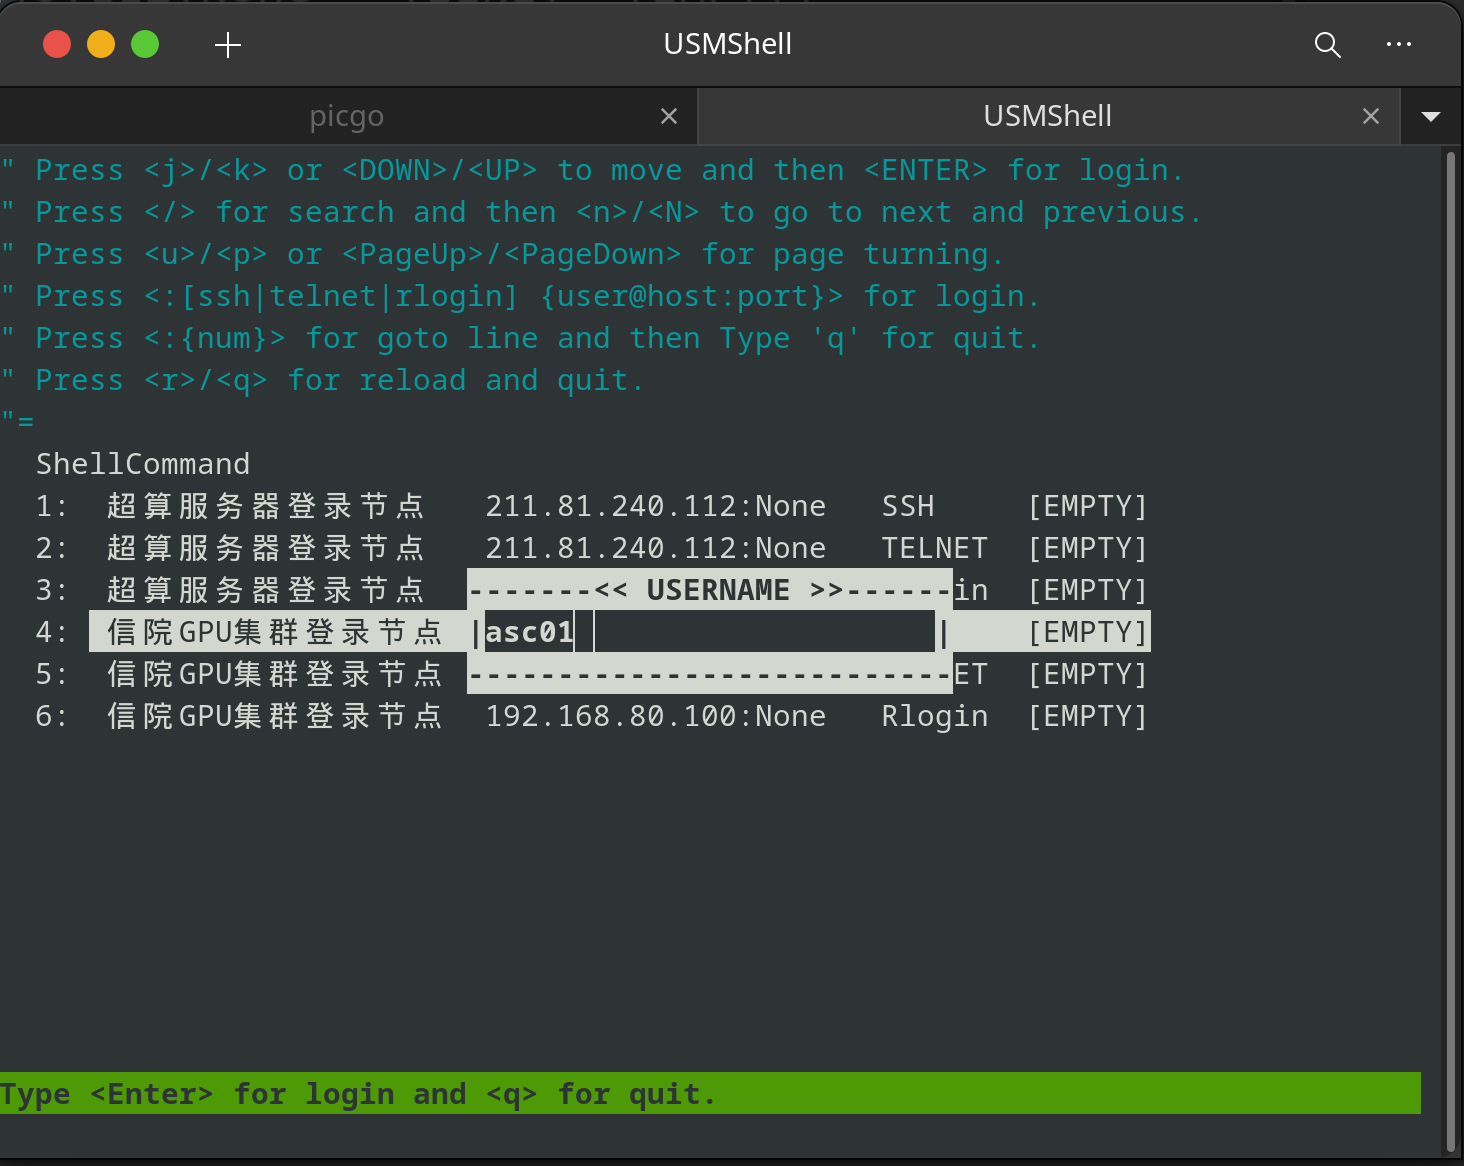 USMShell
picgo
USMShell
" Press <j>/<k> or <DOWN>/<UP> to move and then <ENTER> for login.
" Press </> for search and then <n>/<N> to go to next and previous.
" Press <u>/<p> or <PageUp>/<PageDown> for page turning.
" Press <:[ssh|telnet|rlogin] {user@host:port}> for login.
" Press <:{num}> for goto line and then Type 'q' for quit.
" Press <r>/<q> for reload and quit.
"=
ShellCommand
1: 超算服务器登录节点 211.81.240.112:None SSH [EMPTY]
2: 超算服务器登录节点 211.81.240.112:None TELNET [EMPTY]
3: 超算服务器登录节点 -------<< USERNAME >>------in [EMPTY]
4: 信院GPU集群登录节点 |asc01 | [EMPTY]
5: 信院GPU集群登录节点 ---------------------------ET [EMPTY]
6: 信院GPU集群登录节点 192.168.80.100:None Rlogin [EMPTY]
Type <Enter> for login and <q> for quit.